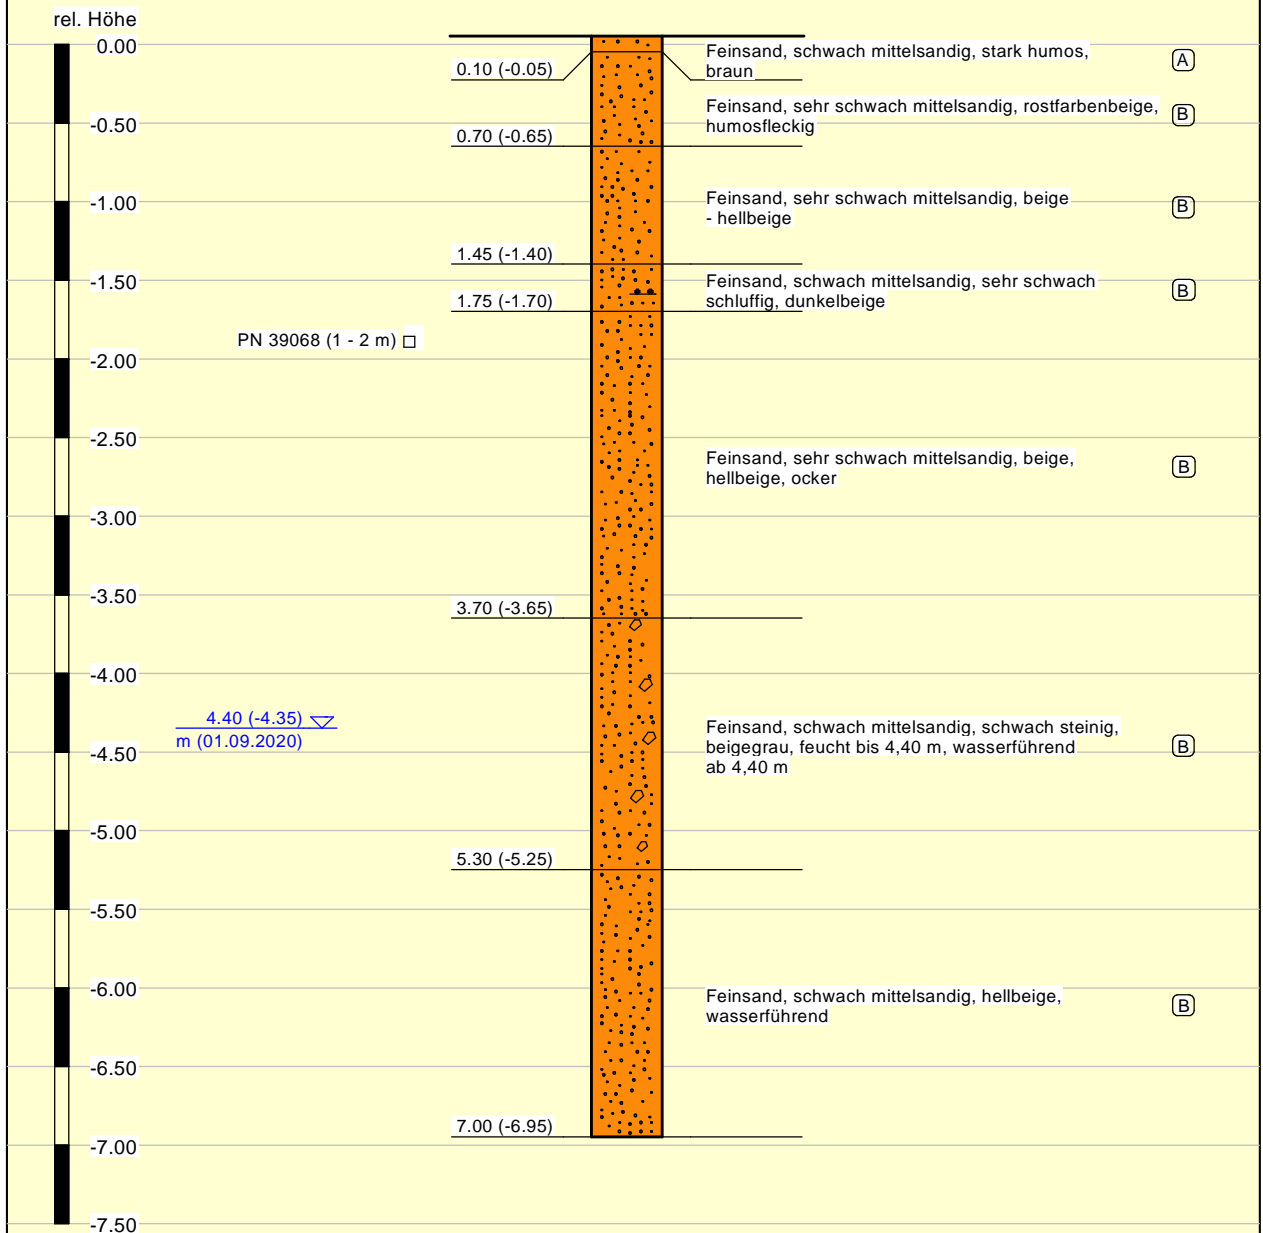 rel. Höhe
0.00
-0.50
-1.00
-1.50
-2.00
-2.50
-3.00
-3.50
-4.00
-4.50
-5.00
-5.50
-6.00
-6.50
-7.00
-7.50
PN 39068 (1 - 2 m)
4.40 (-4.35)
m (01.09.2020)
0.10 (-0.05)
0.70 (-0.65)
1.45 (-1.40)
1.75 (-1.70)
3.70 (-3.65)
5.30 (-5.25)
7.00 (-6.95)
Feinsand, schwach mittelsandig, stark humos,
braun
A
Feinsand, sehr schwach mittelsandig, rostfarbenbeige,
humosfleckig
B
Feinsand, sehr schwach mittelsandig, beige
- hellbeige
B
Feinsand, schwach mittelsandig, sehr schwach
schluffig, dunkelbeige
B
Feinsand, sehr schwach mittelsandig, beige,
hellbeige, ocker
B
Feinsand, schwach mittelsandig, schwach steinig,
beigegrau, feucht bis 4,40 m, wasserführend
ab 4,40 m
B
Feinsand, schwach mittelsandig, hellbeige,
wasserführend
B